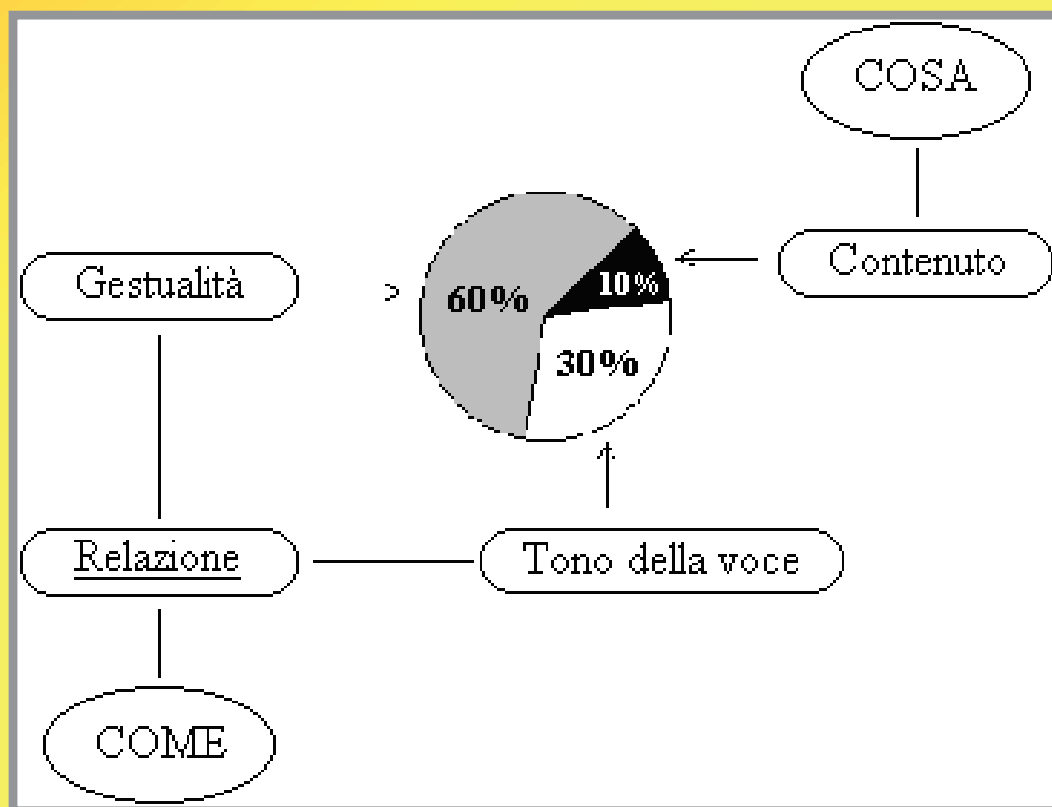 COSA
Contenuto
Gestualità
60%
10%
30%
Relazione
Tono della voce
COME